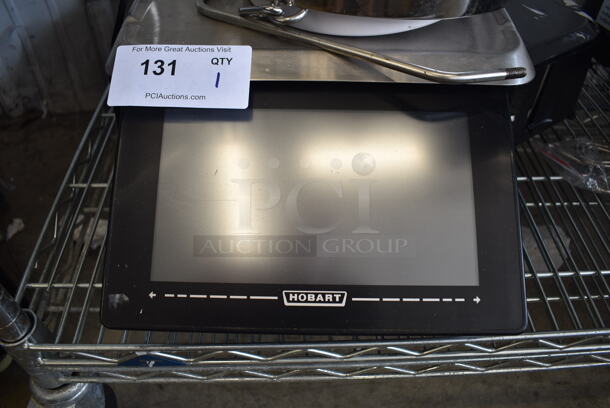 For More Great Auctions Visit
131
QTY
1
PCIAuctions.com
PCI
AUCTION GROUP
HOBART